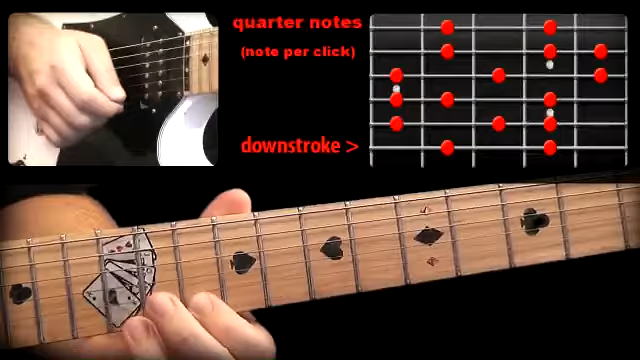 quarter notes
(note per click)
downstroke >